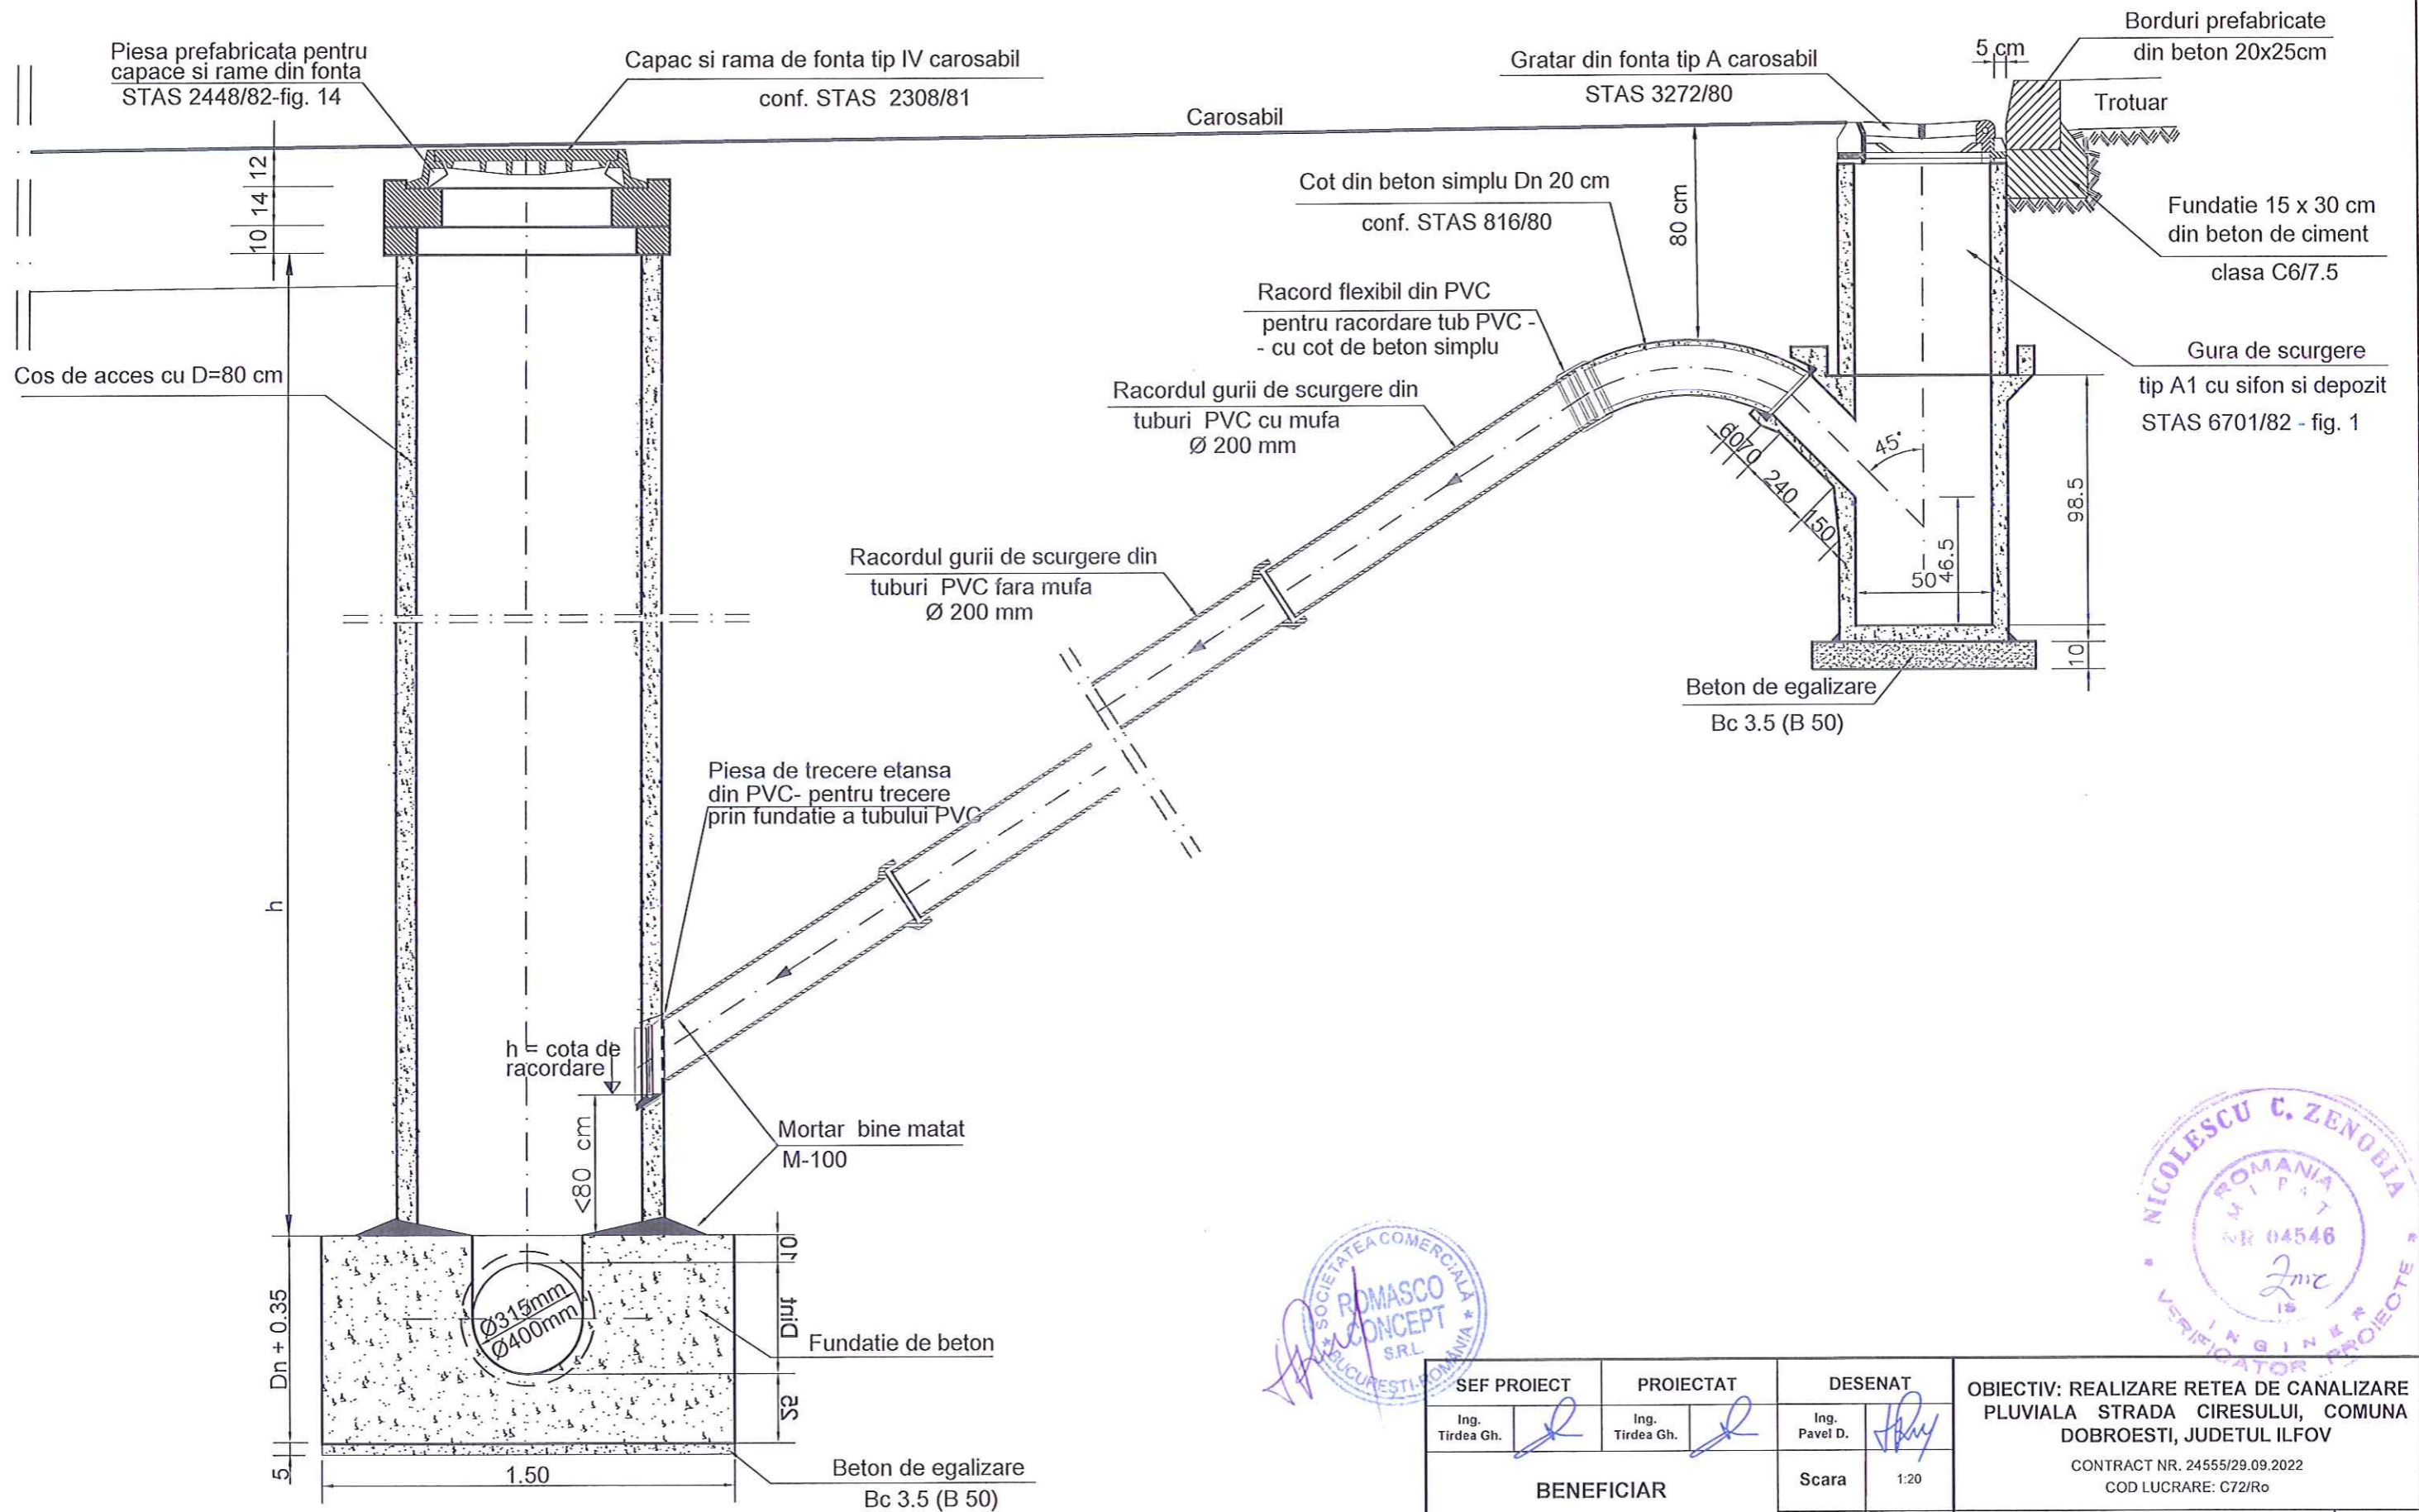 Piesa prefabricata pentru
capace si rame din fonta
STAS 2448/82-fig. 14
Capac si rama de fonta tip IV carosabil
conf. STAS 2308/81
Carosabil
Gratar din fonta tip A carosabil
STAS 3272/80
5 cm
Borduri prefabricate
din beton 20x25cm
Trotuar
12
14
10
Cot din beton simplu Dn 20 cm
conf. STAS 816/80
80 cm
Fundatie 15 x 30 cm
din beton de ciment
clasa C6/7.5
Racord flexibil din PVC
pentru racordare tub PVC -
- cu cot de beton simplu
Gura de scurgere
tip A1 cu sifon si depozit
STAS 6701/82 - fig. 1
Cos de acces cu D=80 cm
Racordul gurii de scurgere din
tuburi PVC cu mufa
Ø 200 mm
60
70
240
150
45°
98.5
46.5
50
10
Racordul gurii de scurgere din
tuburi PVC fara mufa
Ø 200 mm
Beton de egalizare
Bc 3.5 (B 50)
Piesa de trecere etansa
din PVC- pentru trecere
prin fundatie a tubului PVC
h
h = cota de
racordare
<80 cm
Mortar bine matat
M-100
10
Dinf
25
Ø315mm
Ø400mm
Dn + 0.35
Fundatie de beton
5
1.50
Beton de egalizare
Bc 3.5 (B 50)
SOCIETATEA COMERCIALĂ
ROMASCO
CONCEPT
S.R.L.
BUCUREŞTI-ROMÂNIA
NICOLESCU C. ZENOBIA
ROMANIA
NR 04546
IS
INGINER
VERIFICATOR PROIECTE
SEF PROIECT
PROIECTAT
DESENAT
Ing.
Tirdea Gh.
Ing.
Tirdea Gh.
Ing.
Pavel D.
BENEFICIAR
Scara
1:20
OBIECTIV: REALIZARE RETEA DE CANALIZARE
PLUVIALA STRADA CIRESULUI, COMUNA
DOBROESTI, JUDETUL ILFOV
CONTRACT NR. 24555/29.09.2022
COD LUCRARE: C72/Ro